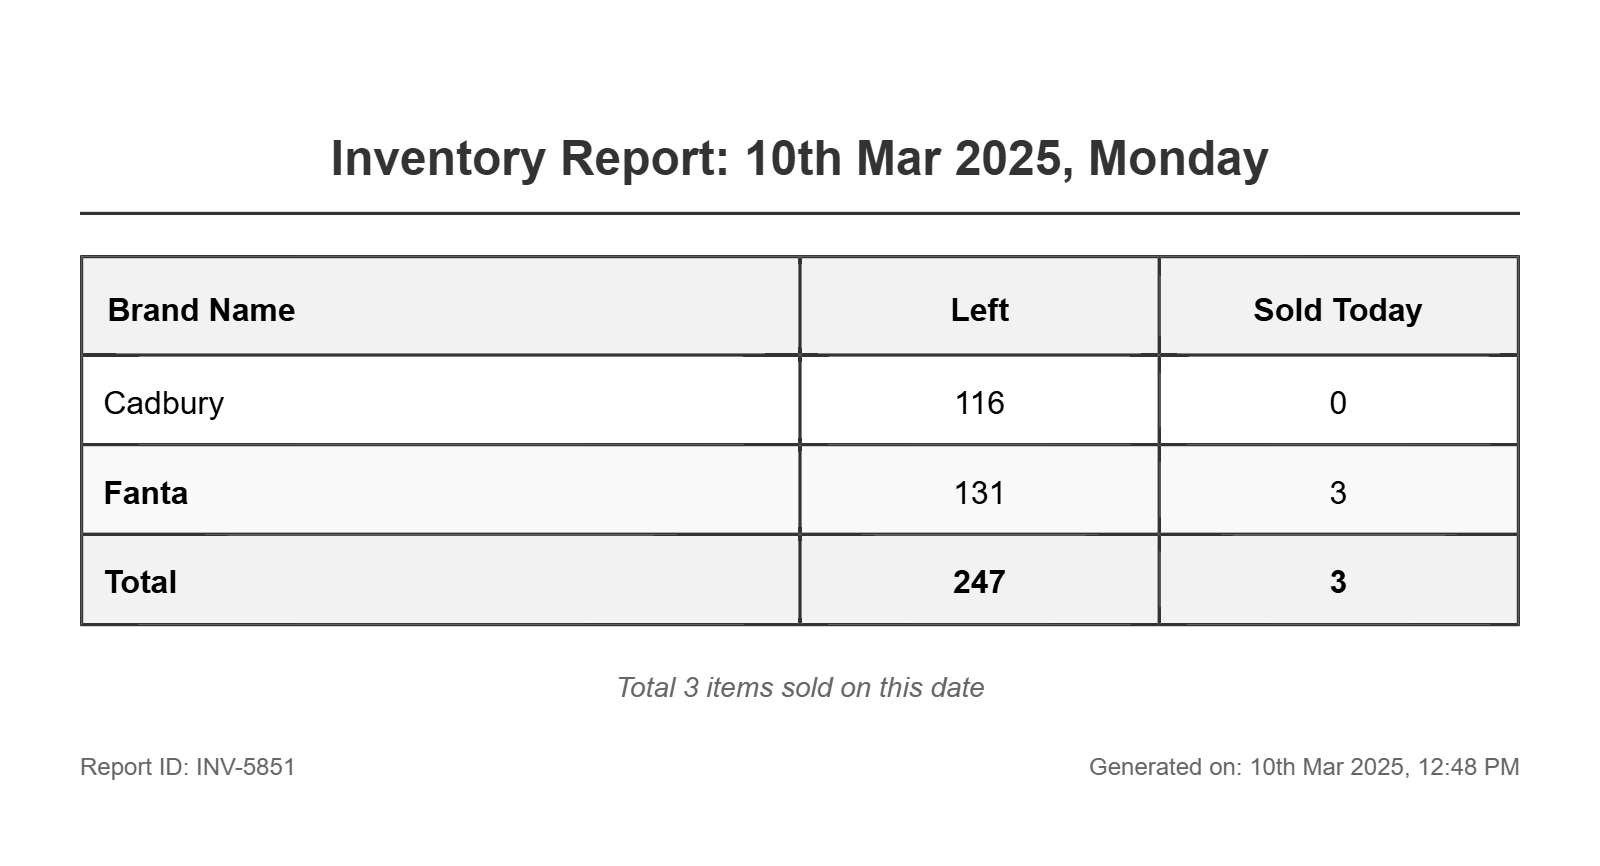 Inventory Report: 10th Mar 2025, Monday
Brand Name Left Sold Today
Cadbury 116 0
Fanta 131 3
Total 247 3
Total 3 items sold on this date
Report ID: INV-5851 Generated on: 10th Mar 2025, 12:48 PM